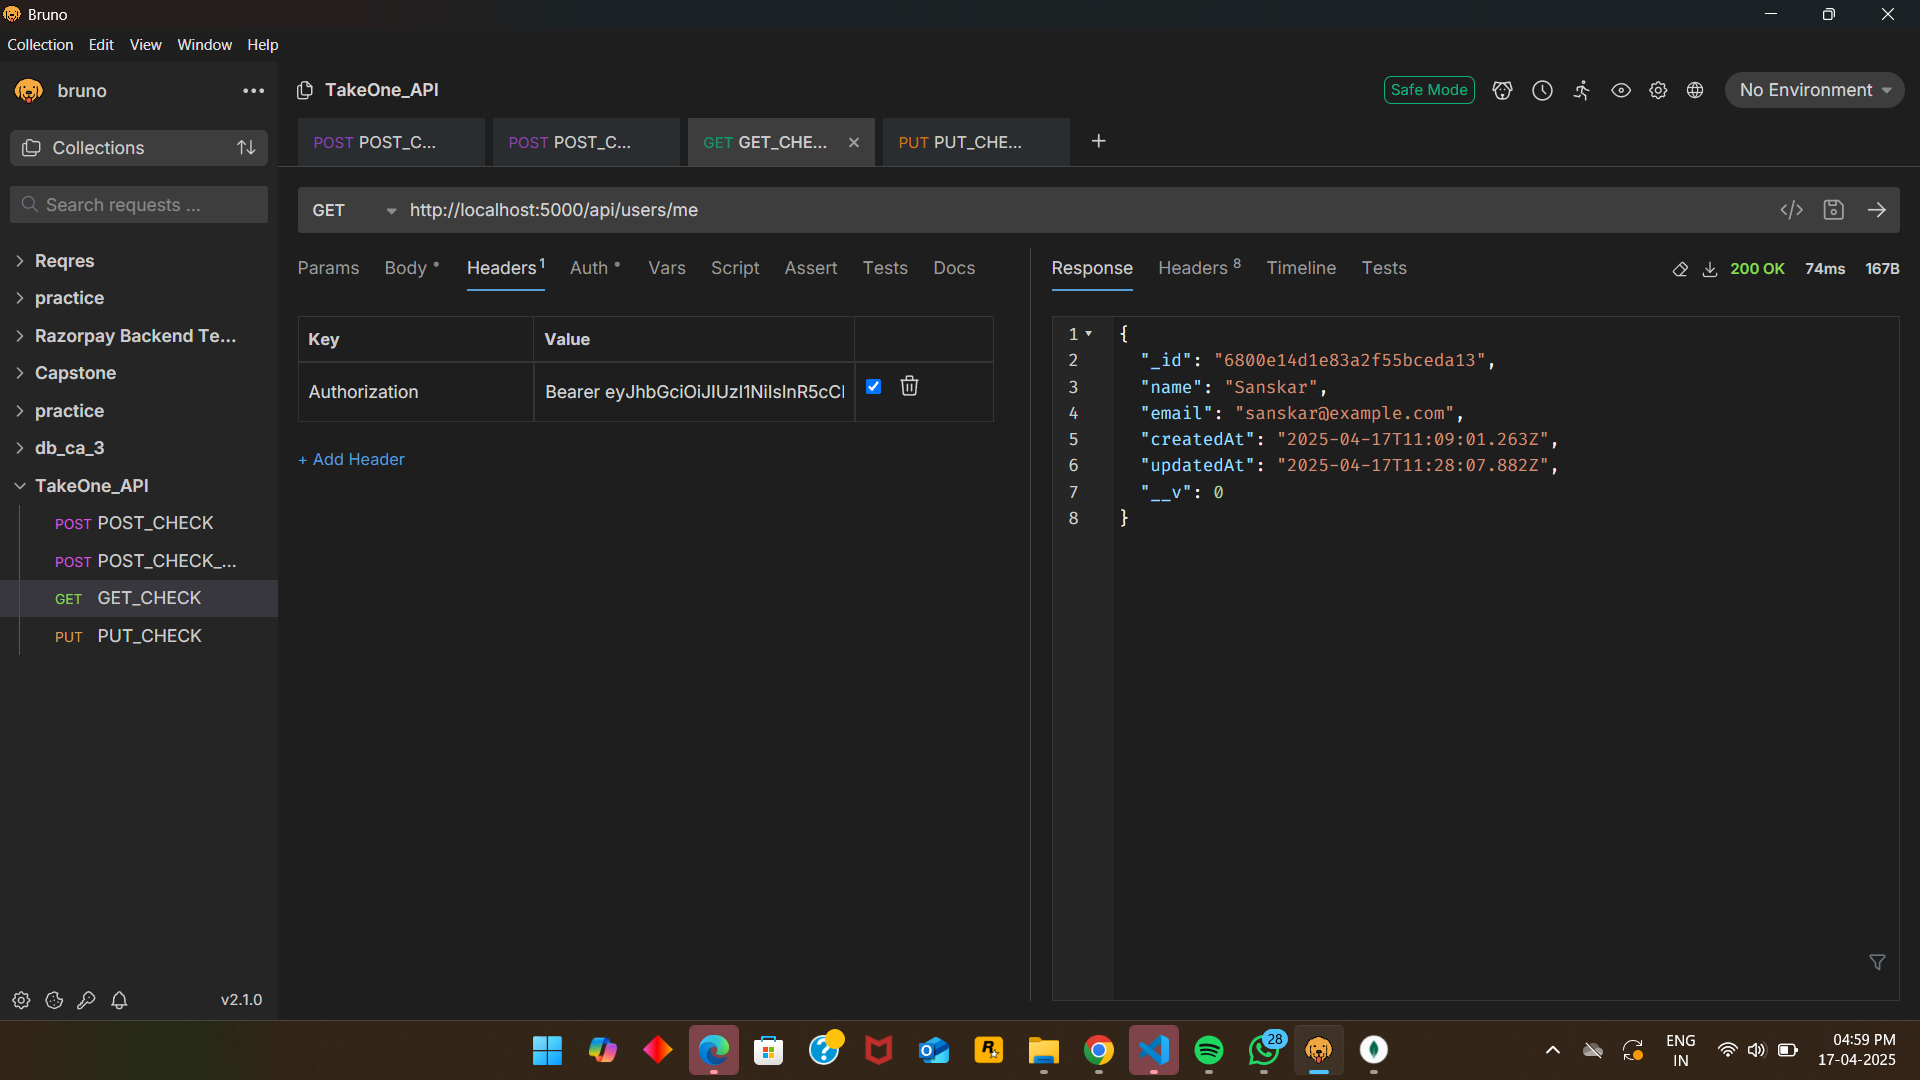 Bruno
Collection Edit View Window Help
bruno
TakeOne_API
Safe Mode
No Environment
Collections
POST POST_C...
POST POST_C...
GET GET_CHE...
PUT PUT_CHE...
Search requests ...
GET
http://localhost:5000/api/users/me
Reqres
practice
Razorpay Backend Te...
Capstone
practice
db_ca_3
TakeOne_API
POST POST_CHECK
POST POST_CHECK_...
GET GET_CHECK
PUT PUT_CHECK
v2.1.0
Params Body Headers 1 Auth Vars Script Assert Tests Docs
Key Value
Authorization
Bearer
+ Add Header
Response Headers 8 Timeline Tests
200 OK 74ms 167B
1 {
2 "_id": "6800e14d1e83a2f55bceda13",
3 "name": "Sanskar",
4 "email": "sanskar@example.com",
5 "createdAt": "2025-04-17T11:09:01.263Z",
6 "updatedAt": "2025-04-17T11:28:07.882Z",
7 "__v": 0
8 }
28
ENG
IN
04:59 PM
17-04-2025